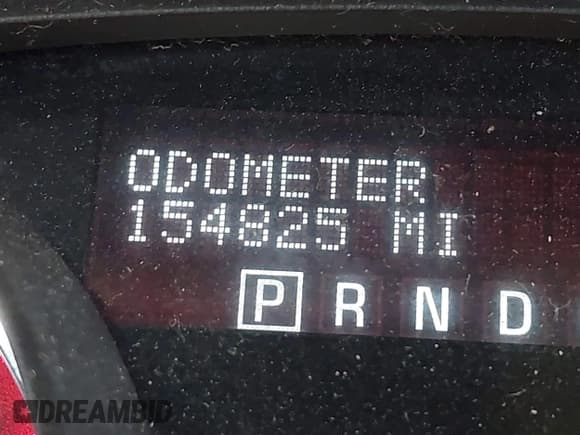 ODOMETER
154825 MI
P R N D
DREAMBID